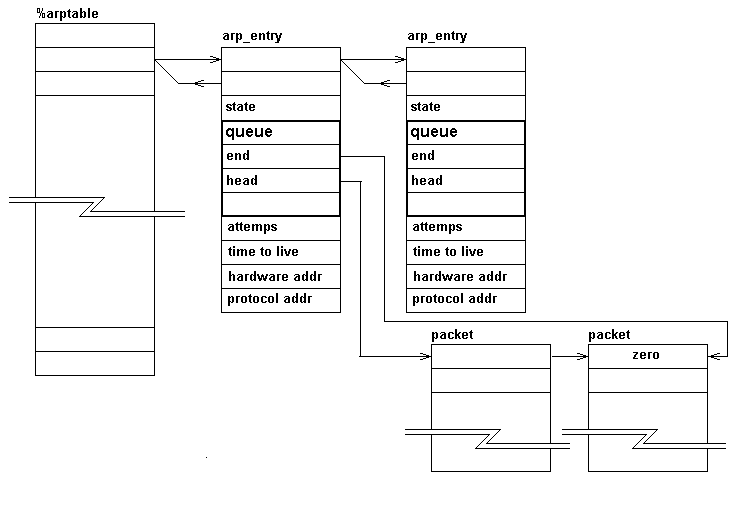 %arptable
arp_entry
arp_entry
state
queue
end
head
attemps
time to live
hardware addr
protocol addr
queue
end
head
attemps
time to live
hardware addr
protocol addr
packet
packet
zero